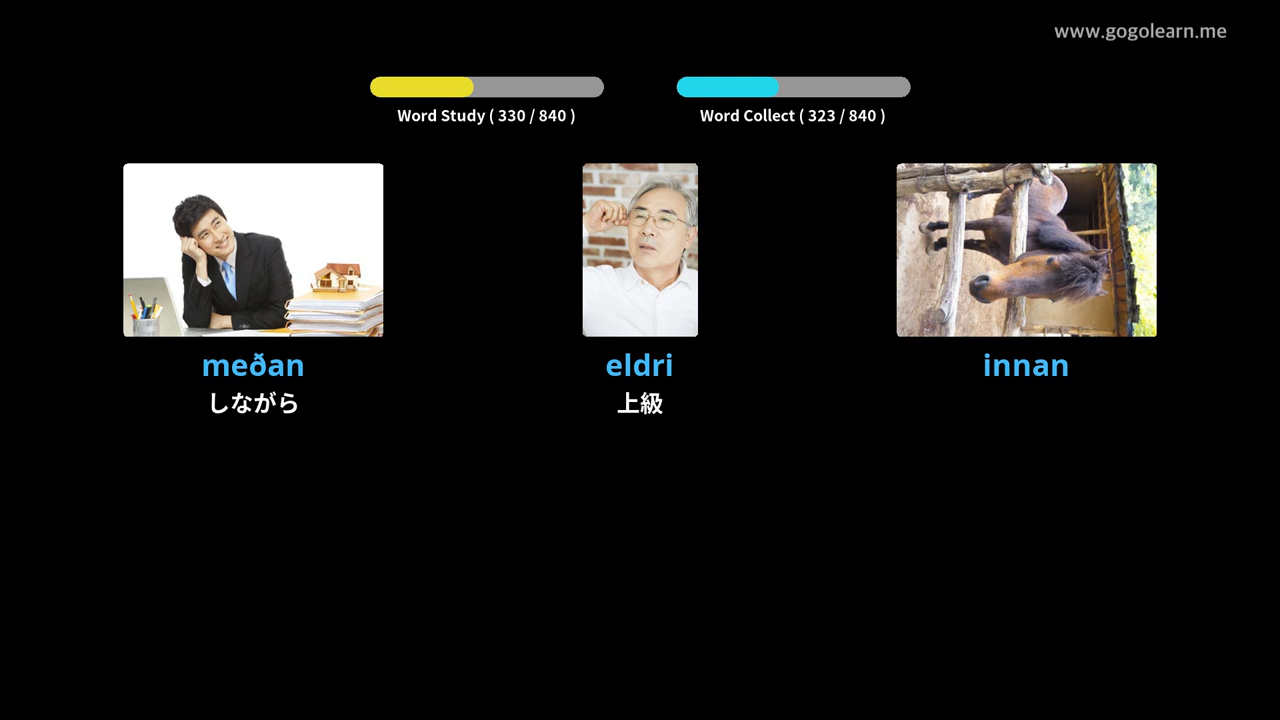 www.gogolearn.me
Word Study ( 330 / 840 )
Word Collect ( 323 / 840 )
meðan
しながら
eldri
上級
innan